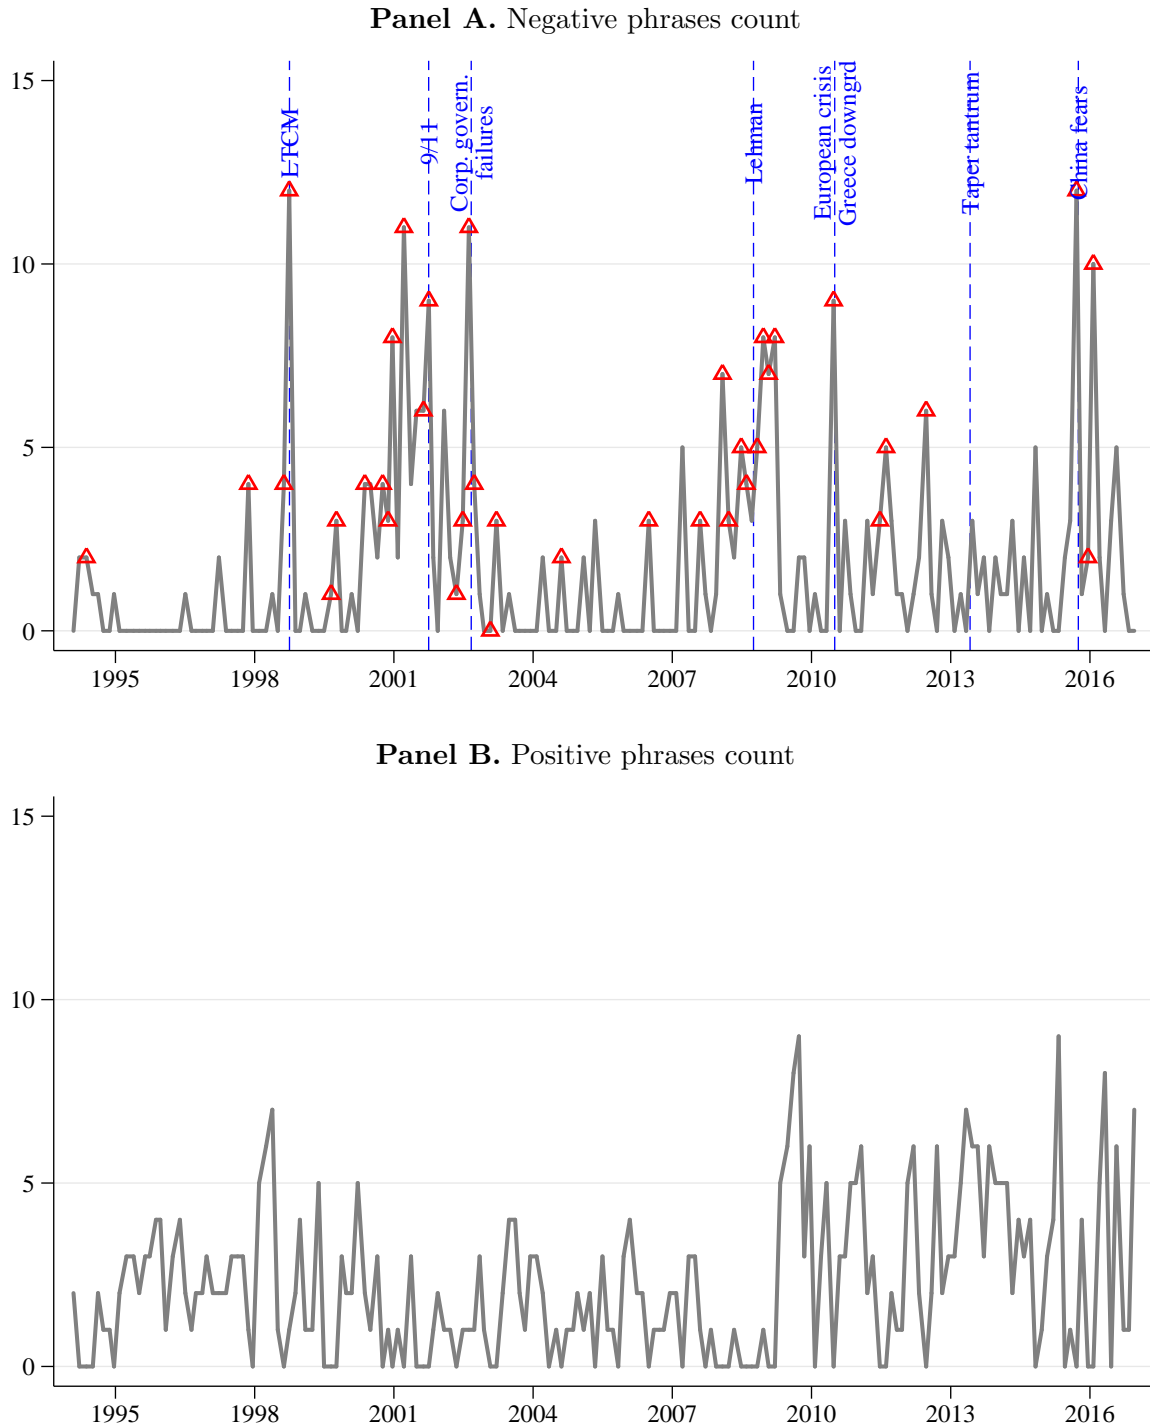 Panel A. Negative phrases count
15
10
5
0
LTCM
9/11
Corp. govern.
failures
Lehman
European crisis
Greece downgrd
Taper tantrum
China fears
1995 1998 2001 2004 2007 2010 2013 2016
Panel B. Positive phrases count
15
10
5
0
1995 1998 2001 2004 2007 2010 2013 2016